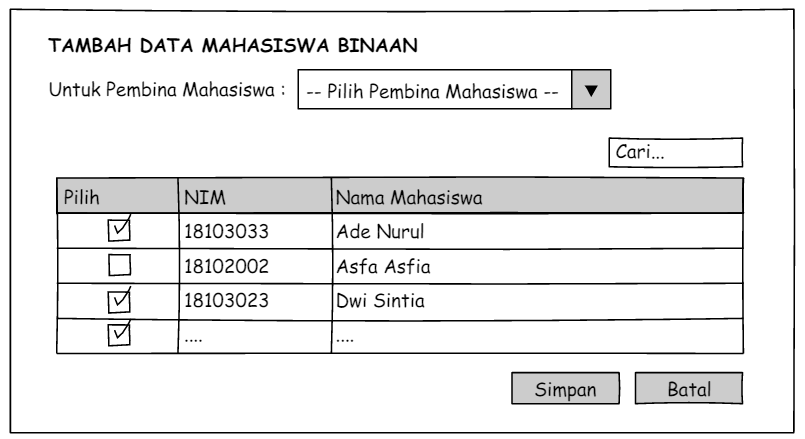 TAMBAH DATA MAHASISWA BINAAN
Untuk Pembina Mahasiswa : -- Pilih Pembina Mahasiswa -- ▼
Cari...
Pilih NIM Nama Mahasiswa
18103033 Ade Nurul
18102002 Asfa Asfia
18103023 Dwi Sintia
.... ....
Simpan Batal